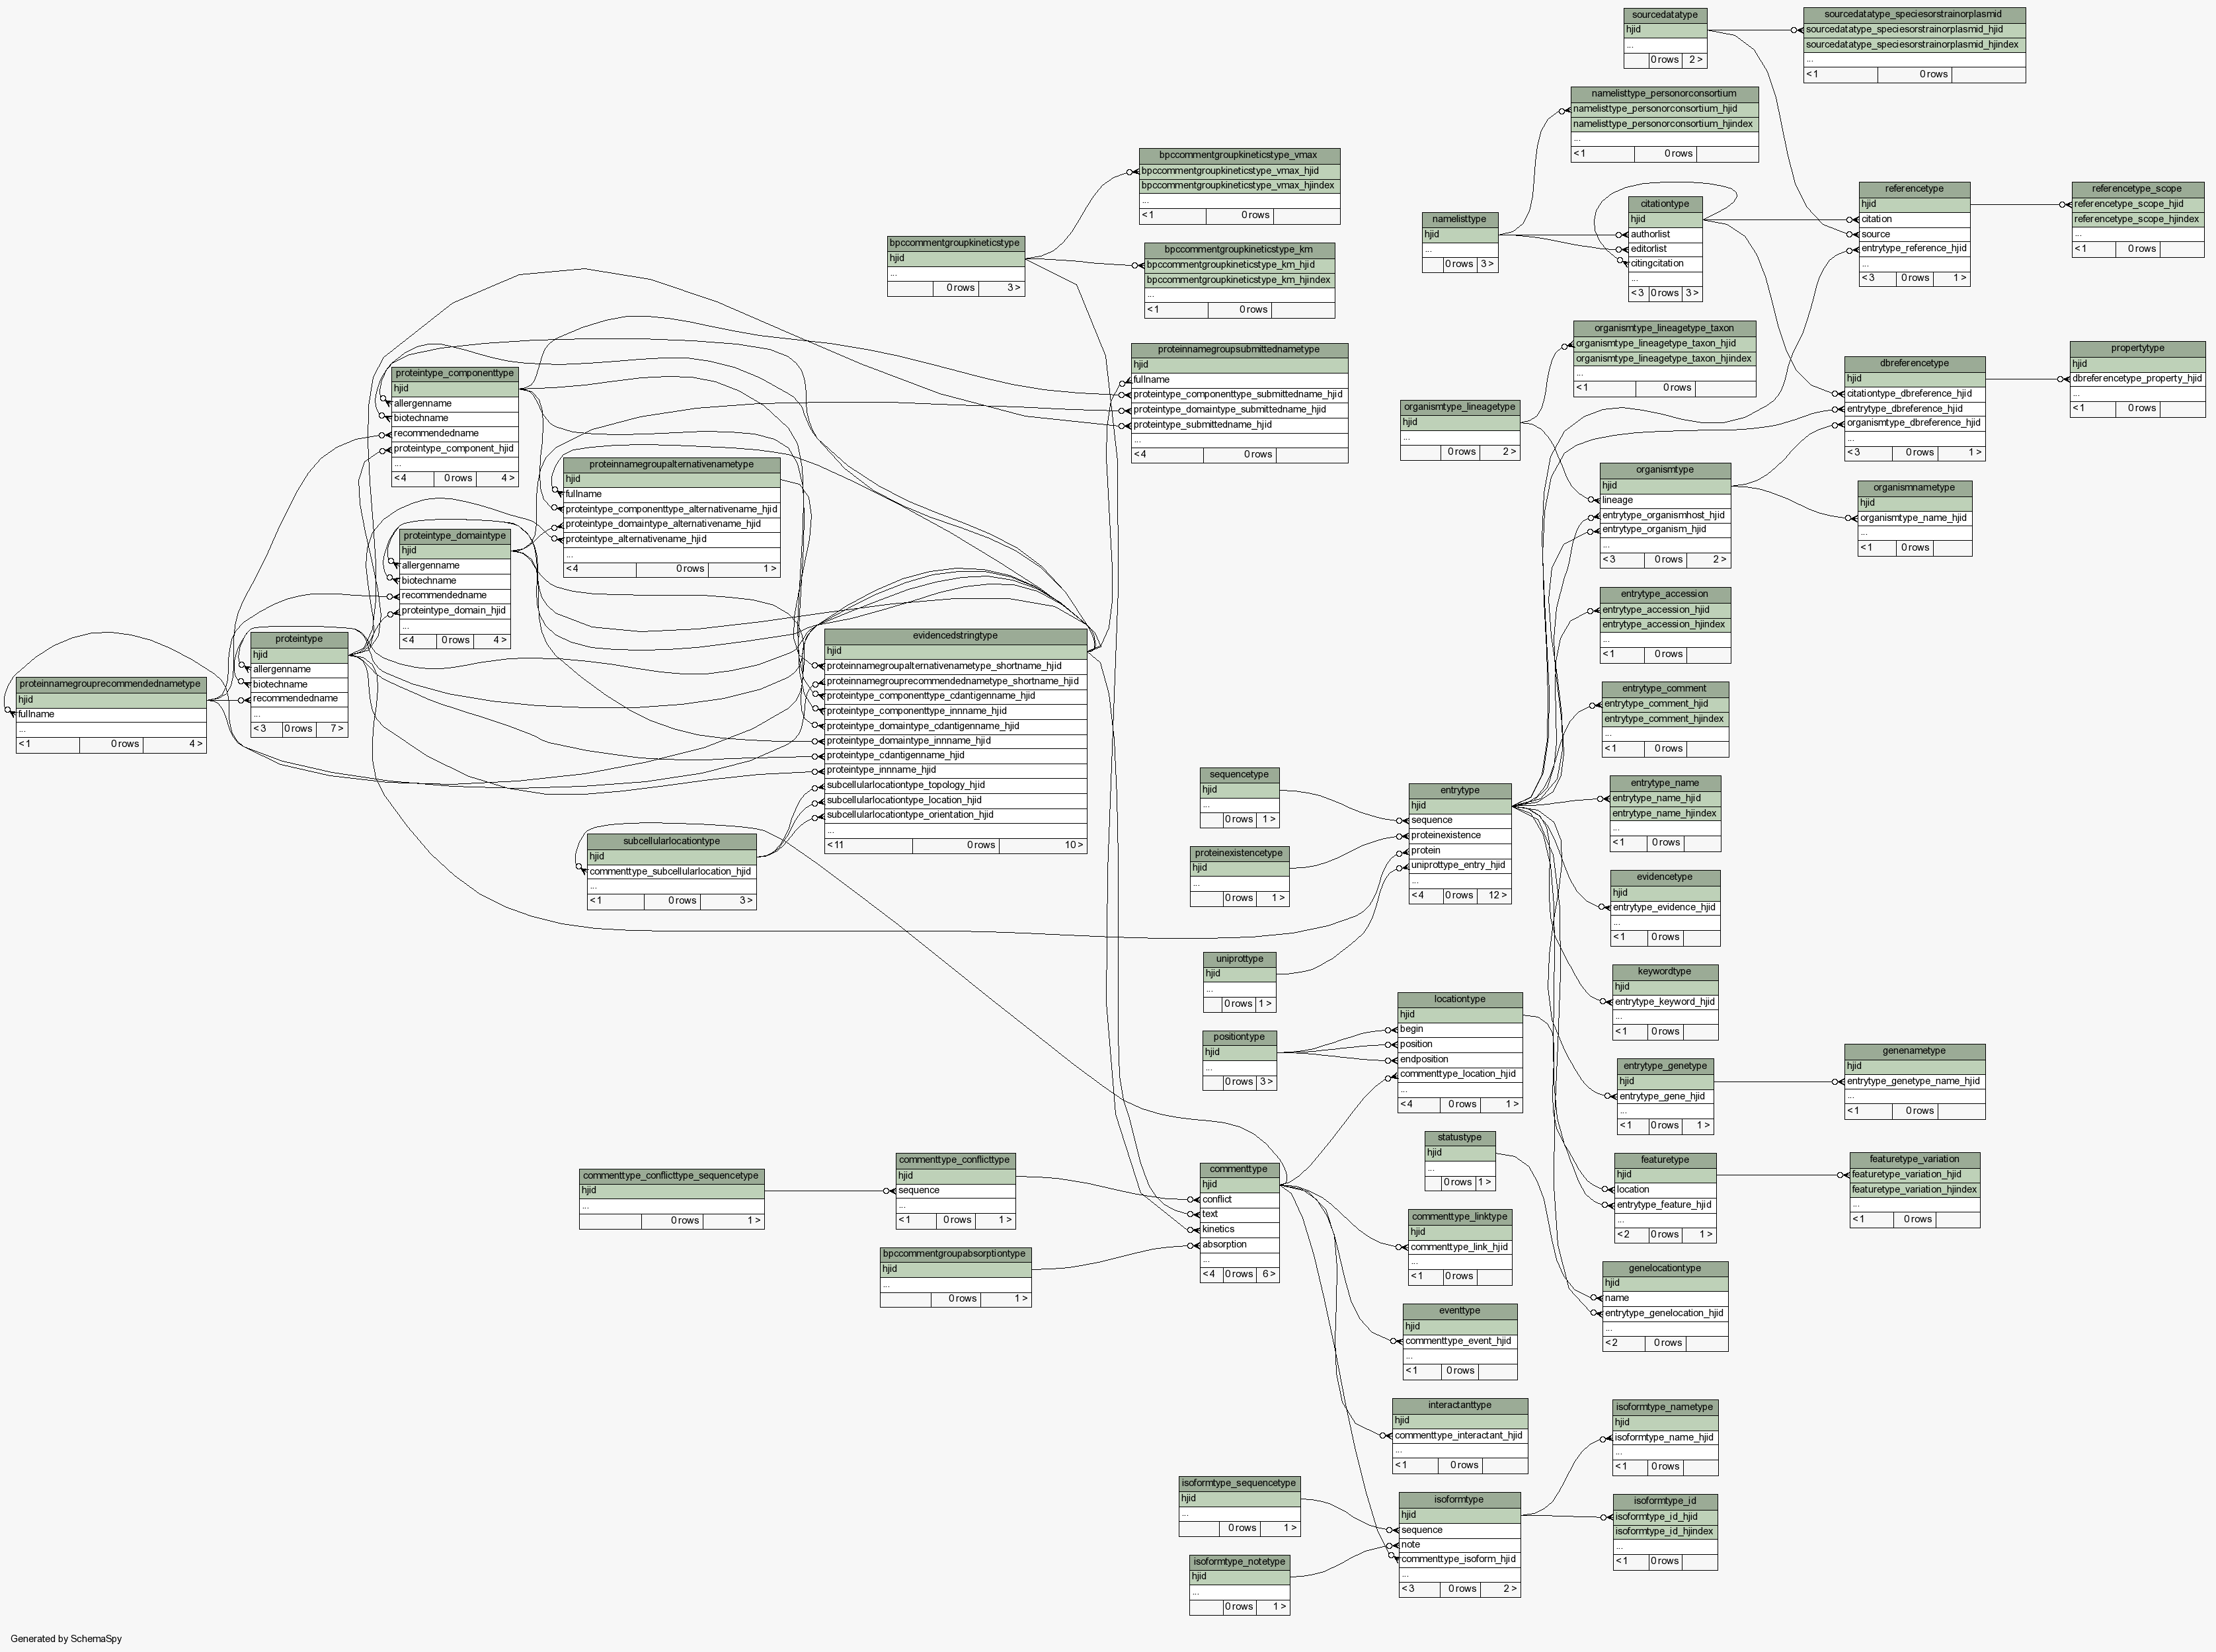 sourcedatatype
hjid
...
0 rows 2 >
sourcedatatype_speciesorstrainorplasmid
sourcedatatype_speciesorstrainorplasmid_hjid
sourcedatatype_speciesorstrainorplasmid_hjindex
...
< 1 0 rows
namelisttype_personorconsortium
namelisttype_personorconsortium_hjid
namelisttype_personorconsortium_hjindex
...
< 1 0 rows
bpccommentgroupkineticstype_vmax
bpccommentgroupkineticstype_vmax_hjid
bpccommentgroupkineticstype_vmax_hjindex
...
< 1 0 rows
namelisttype
hjid
...
0 rows 3 >
citationtype
hjid
authorlist
editorlist
citingcitation
...
< 3 0 rows 3 >
referencetype
hjid
citation
source
entrytype_reference_hjid
...
< 3 0 rows 1 >
referencetype_scope
referencetype_scope_hjid
referencetype_scope_hjindex
...
< 1 0 rows
bpccommentgroupkineticstype
hjid
...
0 rows 3 >
bpccommentgroupkineticstype_km
bpccommentgroupkineticstype_km_hjid
bpccommentgroupkineticstype_km_hjindex
...
< 1 0 rows
organismtype_lineagetype_taxon
organismtype_lineagetype_taxon_hjid
organismtype_lineagetype_taxon_hjindex
...
< 1 0 rows
proteinnamegroupsubmittednametype
hjid
fullname
proteintype_componenttype_submittedname_hjid
proteintype_domaintype_submittedname_hjid
proteintype_submittedname_hjid
...
< 4 0 rows
dbreferencetype
hjid
citationtype_dbreference_hjid
entrytype_dbreference_hjid
organismtype_dbreference_hjid
...
< 3 0 rows 1 >
propertytype
hjid
dbreferencetype_property_hjid
...
< 1 0 rows
proteintype_componenttype
hjid
allergenname
biotechname
recommendedname
proteintype_component_hjid
...
< 4 0 rows 4 >
organismtype_lineagetype
hjid
...
0 rows 2 >
proteinnamegroupalternativenametype
hjid
fullname
proteintype_componenttype_alternativename_hjid
proteintype_domaintype_alternativename_hjid
proteintype_alternativename_hjid
...
< 4 0 rows 1 >
organismtype
hjid
lineage
entrytype_organismhost_hjid
entrytype_organism_hjid
...
< 3 0 rows 2 >
organismnametype
hjid
organismtype_name_hjid
...
< 1 0 rows
proteintype_domaintype
hjid
allergenname
biotechname
recommendedname
proteintype_domain_hjid
...
< 4 0 rows 4 >
entrytype_accession
entrytype_accession_hjid
entrytype_accession_hjindex
...
< 1 0 rows
proteintype
hjid
allergenname
biotechname
recommendedname
...
< 3 0 rows 7 >
evidencedstringtype
hjid
proteinnamegroupalternativenametype_shortname_hjid
proteinnamegrouprecommendednametype_shortname_hjid
proteintype_componenttype_cdantigenname_hjid
proteintype_componenttype_innname_hjid
proteintype_domaintype_cdantigenname_hjid
proteintype_domaintype_innname_hjid
proteintype_cdantigenname_hjid
proteintype_innname_hjid
subcellularlocationtype_topology_hjid
subcellularlocationtype_location_hjid
subcellularlocationtype_orientation_hjid
...
< 11 0 rows 10 >
proteinnamegrouprecommendednametype
hjid
fullname
...
< 1 0 rows 4 >
entrytype_comment
entrytype_comment_hjid
entrytype_comment_hjindex
...
< 1 0 rows
sequencetype
hjid
...
0 rows 1 >
entrytype
hjid
sequence
proteinexistence
protein
uniprottype_entry_hjid
...
< 4 0 rows 12 >
entrytype_name
entrytype_name_hjid
entrytype_name_hjindex
...
< 1 0 rows
subcellularlocationtype
hjid
commenttype_subcellularlocation_hjid
...
< 1 0 rows 3 >
proteinexistencetype
hjid
...
0 rows 1 >
evidencetype
hjid
entrytype_evidence_hjid
...
< 1 0 rows
uniprottype
hjid
...
0 rows 1 >
keywordtype
hjid
entrytype_keyword_hjid
...
< 1 0 rows
locationtype
hjid
begin
position
endposition
commenttype_location_hjid
...
< 4 0 rows 1 >
positiontype
hjid
...
0 rows 3 >
entrytype_genetype
hjid
entrytype_gene_hjid
...
< 1 0 rows 1 >
genenametype
hjid
entrytype_genetype_name_hjid
...
< 1 0 rows
statustype
hjid
...
0 rows 1 >
commenttype_conflicttype_sequencetype
hjid
...
0 rows 1 >
commenttype_conflicttype
hjid
sequence
...
< 1 0 rows 1 >
commenttype
hjid
conflict
text
kinetics
absorption
...
< 4 0 rows 6 >
featuretype
hjid
location
entrytype_feature_hjid
...
< 2 0 rows 1 >
featuretype_variation
featuretype_variation_hjid
featuretype_variation_hjindex
...
< 1 0 rows
commenttype_linktype
hjid
commenttype_link_hjid
...
< 1 0 rows
bpccommentgroupabsorptiontype
hjid
...
0 rows 1 >
genelocationtype
hjid
name
entrytype_genelocation_hjid
...
< 2 0 rows
eventtype
hjid
commenttype_event_hjid
...
< 1 0 rows
interactanttype
hjid
commenttype_interactant_hjid
...
< 1 0 rows
isoformtype_nametype
hjid
isoformtype_name_hjid
...
< 1 0 rows
isoformtype_sequencetype
hjid
...
0 rows 1 >
isoformtype
hjid
sequence
note
commenttype_isoform_hjid
...
< 3 0 rows 2 >
isoformtype_id
isoformtype_id_hjid
isoformtype_id_hjindex
...
< 1 0 rows
isoformtype_notetype
hjid
...
0 rows 1 >
Generated by SchemaSpy